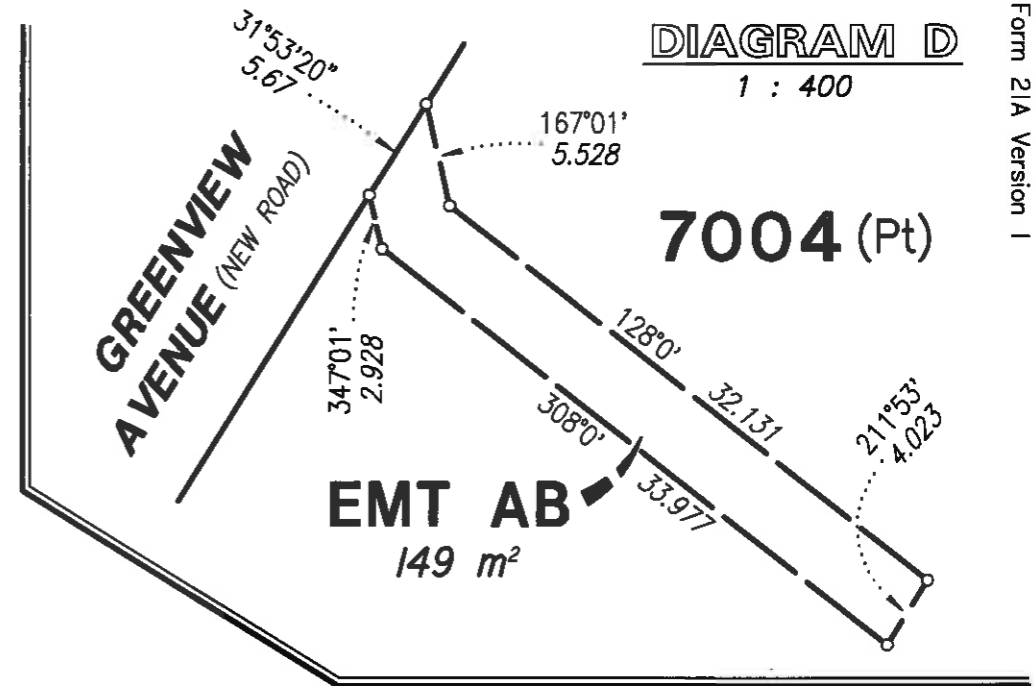 DIAGRAM D
1 : 400
Form 21A Version 1
31°53'20"
5.67
167°01'
5.528
7004 (Pt)
GREENVIEW
AVENUE (NEW ROAD)
347°01'
2.928
128°0'
32.131
308°0'
33.977
211°53'
4.023
EMT AB
149 m²